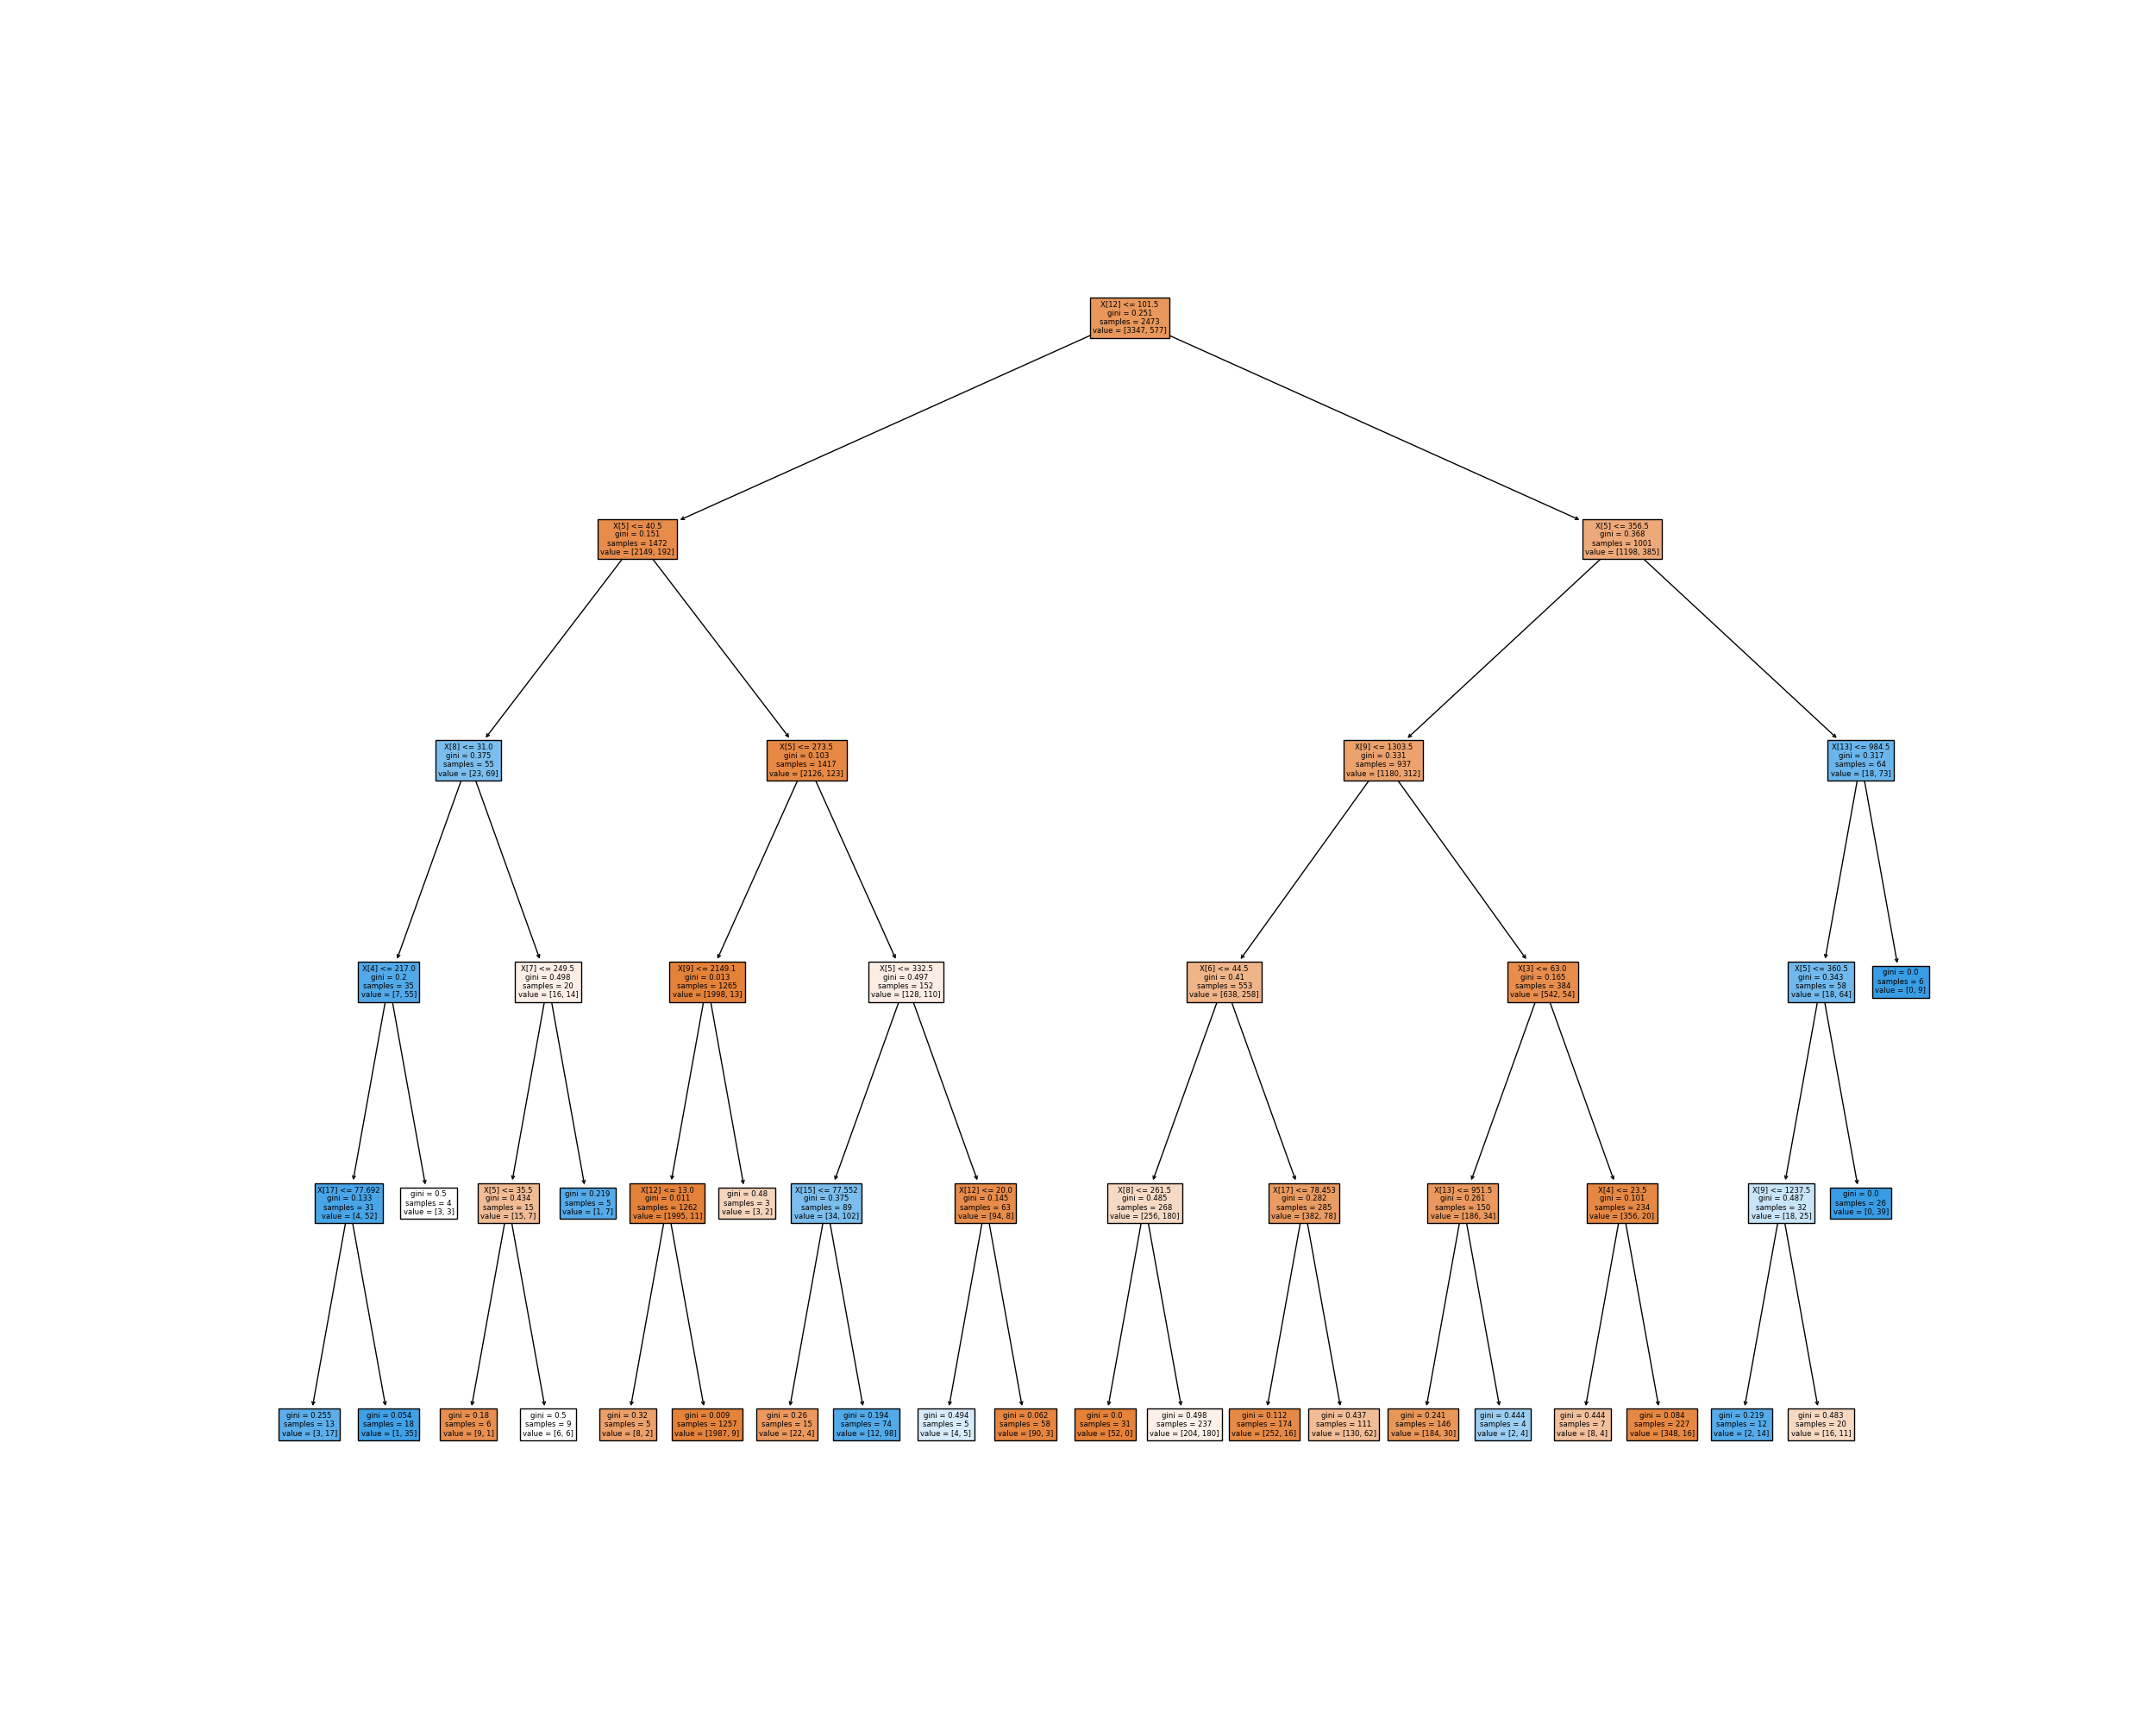 X[12] <= 101.5
gini = 0.251
samples = 2473
value = [3347, 577]
X[5] <= 40.5
gini = 0.151
samples = 1472
value = [2149, 192]
X[5] <= 356.5
gini = 0.368
samples = 1001
value = [1198, 385]
X[8] <= 31.0
gini = 0.375
samples = 55
value = [23, 69]
X[5] <= 273.5
gini = 0.103
samples = 1417
value = [2126, 123]
X[9] <= 1303.5
gini = 0.331
samples = 937
value = [1180, 312]
X[13] <= 984.5
gini = 0.317
samples = 64
value = [18, 73]
X[4] <= 217.0
gini = 0.2
samples = 35
value = [7, 55]
X[7] <= 249.5
gini = 0.498
samples = 20
value = [16, 14]
X[9] <= 2149.1
gini = 0.013
samples = 1265
value = [1998, 13]
X[5] <= 332.5
gini = 0.497
samples = 152
value = [128, 110]
X[6] <= 44.5
gini = 0.41
samples = 553
value = [638, 258]
X[3] <= 63.0
gini = 0.165
samples = 384
value = [542, 54]
X[5] <= 360.5
gini = 0.343
samples = 58
value = [18, 64]
gini = 0.0
samples = 6
value = [0, 9]
X[17] <= 77.692
gini = 0.133
samples = 31
value = [4, 52]
gini = 0.5
samples = 4
value = [3, 3]
X[5] <= 35.5
gini = 0.434
samples = 15
value = [15, 7]
gini = 0.219
samples = 5
value = [1, 7]
X[12] <= 13.0
gini = 0.011
samples = 1262
value = [1995, 11]
gini = 0.48
samples = 3
value = [3, 2]
X[15] <= 77.552
gini = 0.375
samples = 89
value = [34, 102]
X[12] <= 20.0
gini = 0.145
samples = 63
value = [94, 8]
X[8] <= 261.5
gini = 0.485
samples = 268
value = [256, 180]
X[17] <= 78.453
gini = 0.282
samples = 285
value = [382, 78]
X[13] <= 951.5
gini = 0.261
samples = 150
value = [186, 34]
X[4] <= 23.5
gini = 0.101
samples = 234
value = [356, 20]
X[9] <= 1237.5
gini = 0.487
samples = 32
value = [18, 25]
gini = 0.0
samples = 26
value = [0, 39]
gini = 0.255
samples = 13
value = [3, 17]
gini = 0.054
samples = 18
value = [1, 35]
gini = 0.18
samples = 6
value = [9, 1]
gini = 0.5
samples = 9
value = [6, 6]
gini = 0.32
samples = 5
value = [8, 2]
gini = 0.009
samples = 1257
value = [1987, 9]
gini = 0.26
samples = 15
value = [22, 4]
gini = 0.194
samples = 74
value = [12, 98]
gini = 0.494
samples = 5
value = [4, 5]
gini = 0.062
samples = 58
value = [90, 3]
gini = 0.0
samples = 31
value = [52, 0]
gini = 0.498
samples = 237
value = [204, 180]
gini = 0.112
samples = 174
value = [252, 16]
gini = 0.437
samples = 111
value = [130, 62]
gini = 0.241
samples = 146
value = [184, 30]
gini = 0.444
samples = 4
value = [2, 4]
gini = 0.444
samples = 7
value = [8, 4]
gini = 0.084
samples = 227
value = [348, 16]
gini = 0.219
samples = 12
value = [2, 14]
gini = 0.483
samples = 20
value = [16, 11]